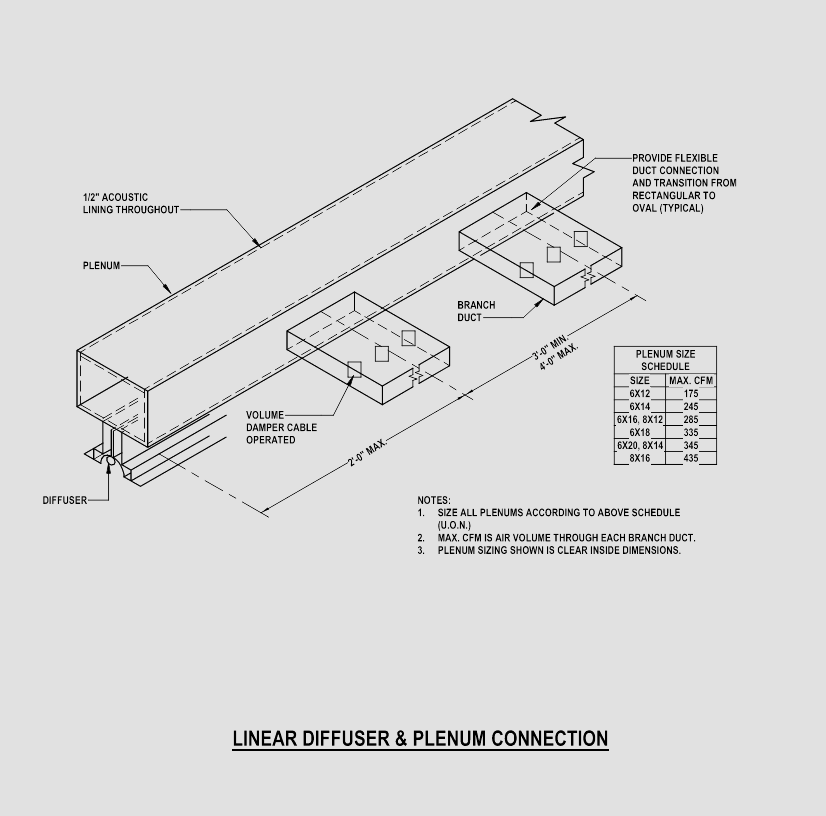 PROVIDE FLEXIBLE
DUCT CONNECTION
AND TRANSITION FROM
RECTANGULAR TO
OVAL (TYPICAL)
1/2" ACOUSTIC
LINING THROUGHOUT
PLENUM
BRANCH
DUCT
3'-0" MIN.
4'-0" MAX.
VOLUME
DAMPER CABLE
OPERATED
2'-0" MAX.
DIFFUSER
PLENUM SIZE
SCHEDULE
SIZE MAX. CFM
6X12 175
6X14 245
6X16, 8X12 285
6X18 335
6X20, 8X14 345
8X16 435
NOTES:
1. SIZE ALL PLENUMS ACCORDING TO ABOVE SCHEDULE
(U.O.N.)
2. MAX. CFM IS AIR VOLUME THROUGH EACH BRANCH DUCT.
3. PLENUM SIZING SHOWN IS CLEAR INSIDE DIMENSIONS.
LINEAR DIFFUSER & PLENUM CONNECTION